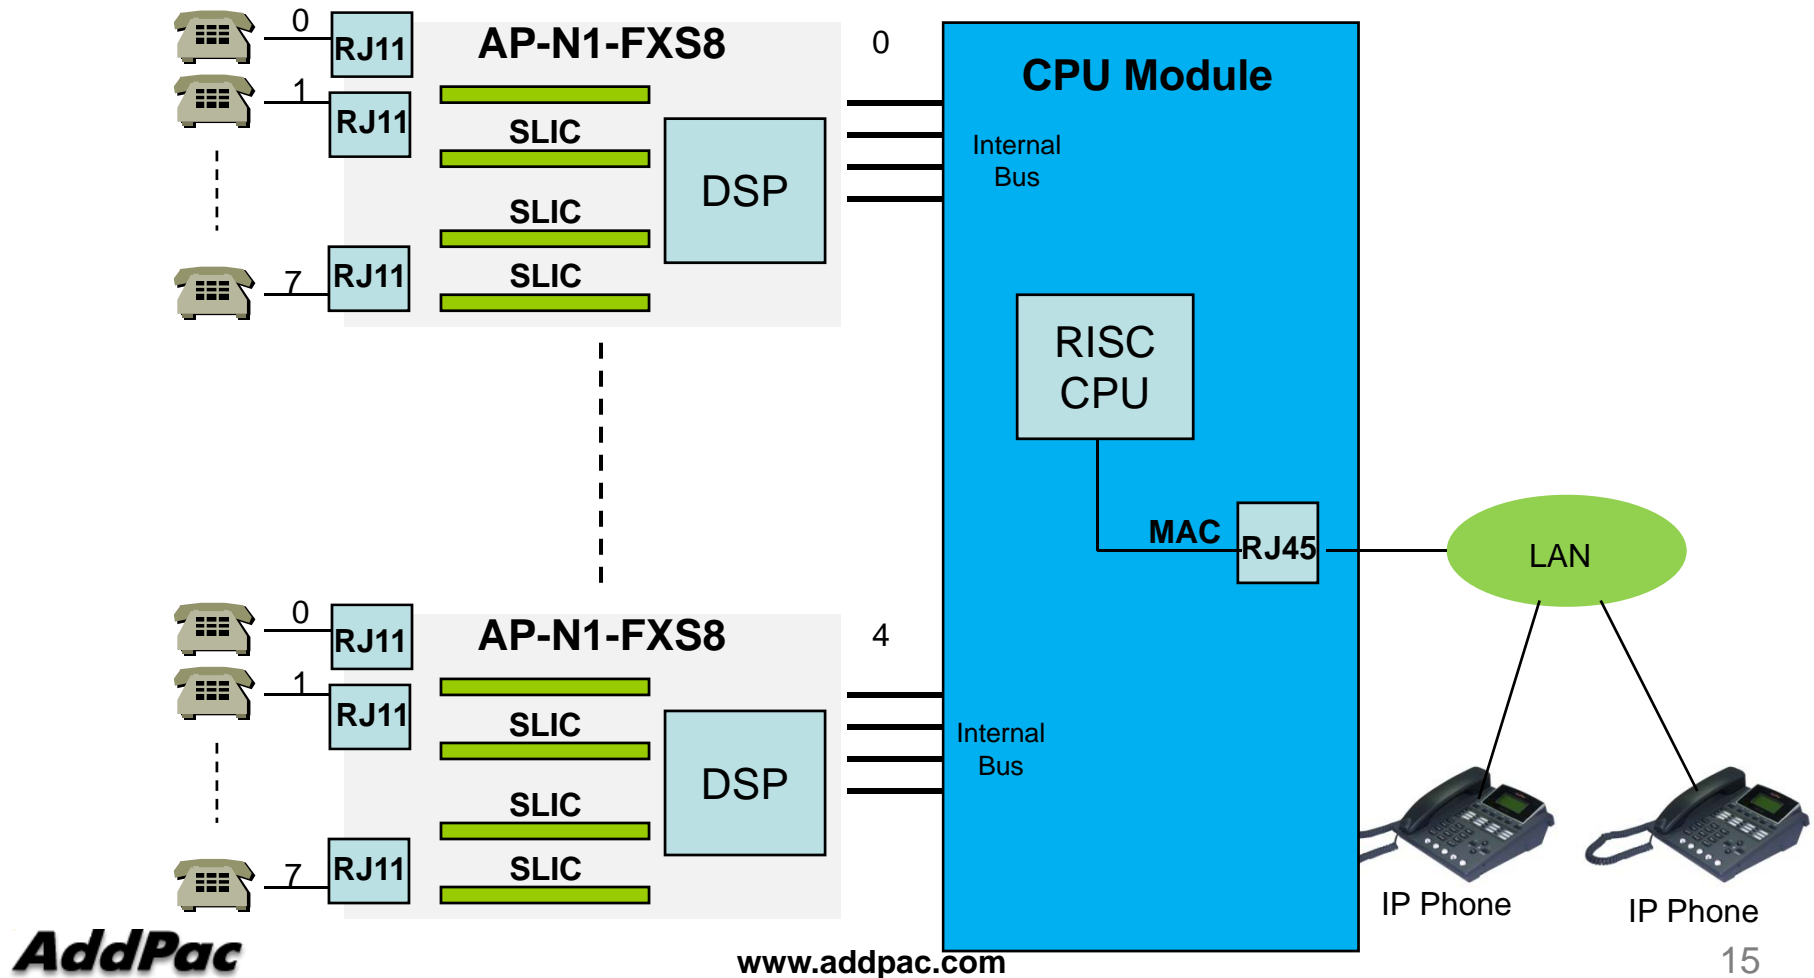 0
RJ11
AP-N1-FXS8
0
CPU Module
1
RJ11
SLIC
DSP
Internal
Bus
SLIC
7
RJ11
SLIC
RISC
CPU
MAC
RJ45
LAN
0
RJ11
AP-N1-FXS8
4
1
RJ11
SLIC
DSP
Internal
Bus
SLIC
7
RJ11
SLIC
IP Phone
IP Phone
AddPac
www.addpac.com
15